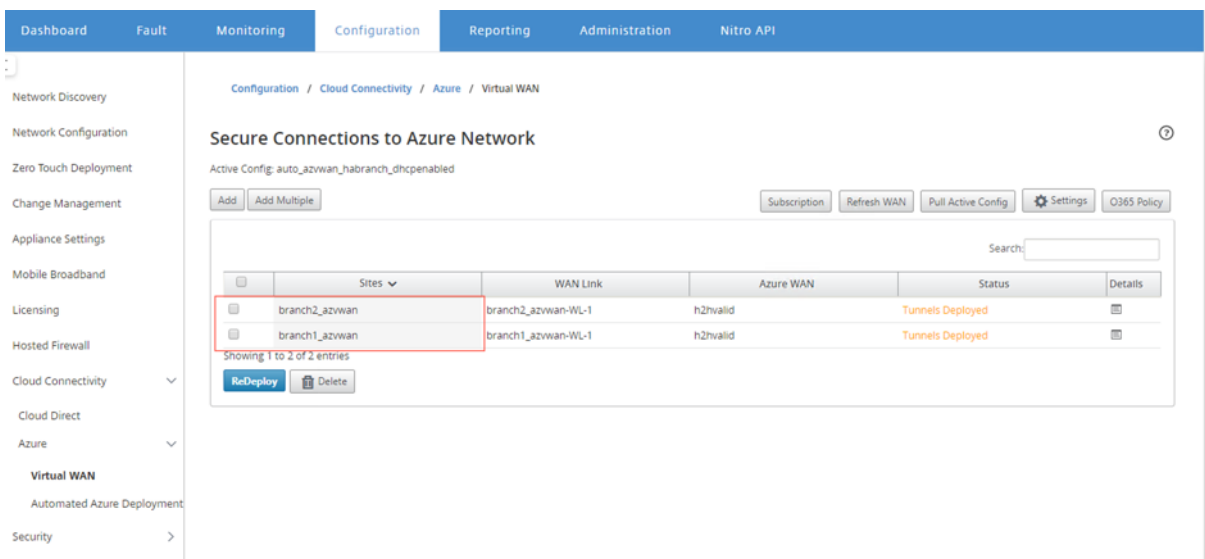 Dashboard Fault Monitoring Configuration Reporting Administration Nitro API
Network Discovery
Network Configuration
Zero Touch Deployment
Change Management
Appliance Settings
Mobile Broadband
Licensing
Hosted Firewall
Cloud Connectivity
Cloud Direct
Azure
Virtual WAN
Automated Azure Deployment
Security
Configuration / Cloud Connectivity / Azure / Virtual WAN
Secure Connections to Azure Network
Active Config: auto_azvwan_habranch_dhcpenabled
Add Add Multiple Subscription Refresh WAN Pull Active Config Settings O365 Policy
Search:
Sites WAN Link Azure WAN Status Details
branch2_azvwan branch2_azvwan-WL-1 h2hvalid Tunnels Deployed
branch1_azvwan branch1_azvwan-WL-1 h2hvalid Tunnels Deployed
Showing 1 to 2 of 2 entries
ReDeploy Delete